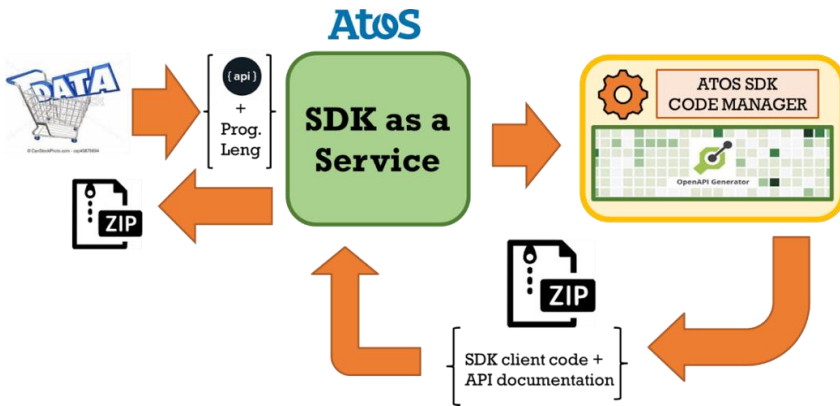 Atos
DATA
{ api }
+
Prog.
Leng
SDK as a
Service
ATOS SDK
CODE MANAGER
OpenAPI Generator
ZIP
ZIP
SDK client code +
API documentation